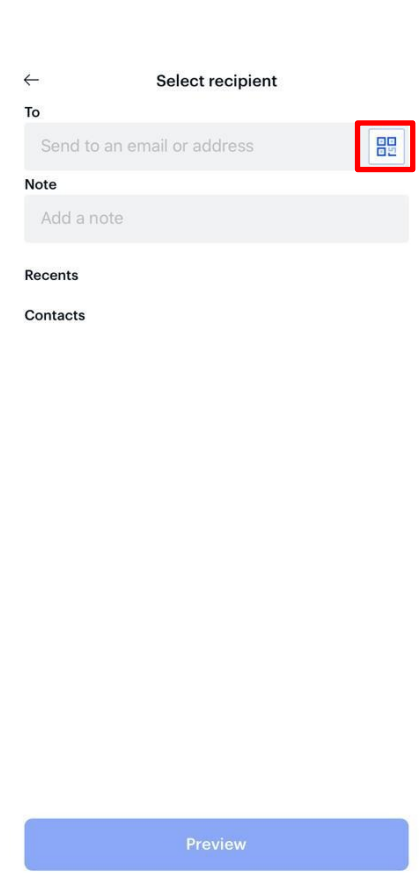 Select recipient
To
Send to an email or address
Note
Add a note
Recents
Contacts
Preview